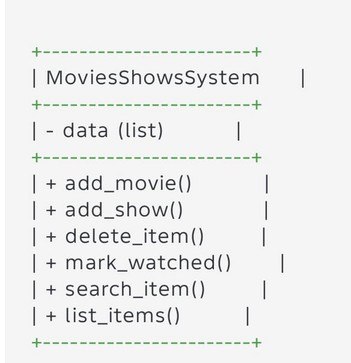 +-----------------------+
| MoviesShowsSystem     |
+-----------------------+
| - data (list)         |
+-----------------------+
| + add_movie()         |
| + add_show()          |
| + delete_item()       |
| + mark_watched()      |
| + search_item()       |
| + list_items()        |
+-----------------------+